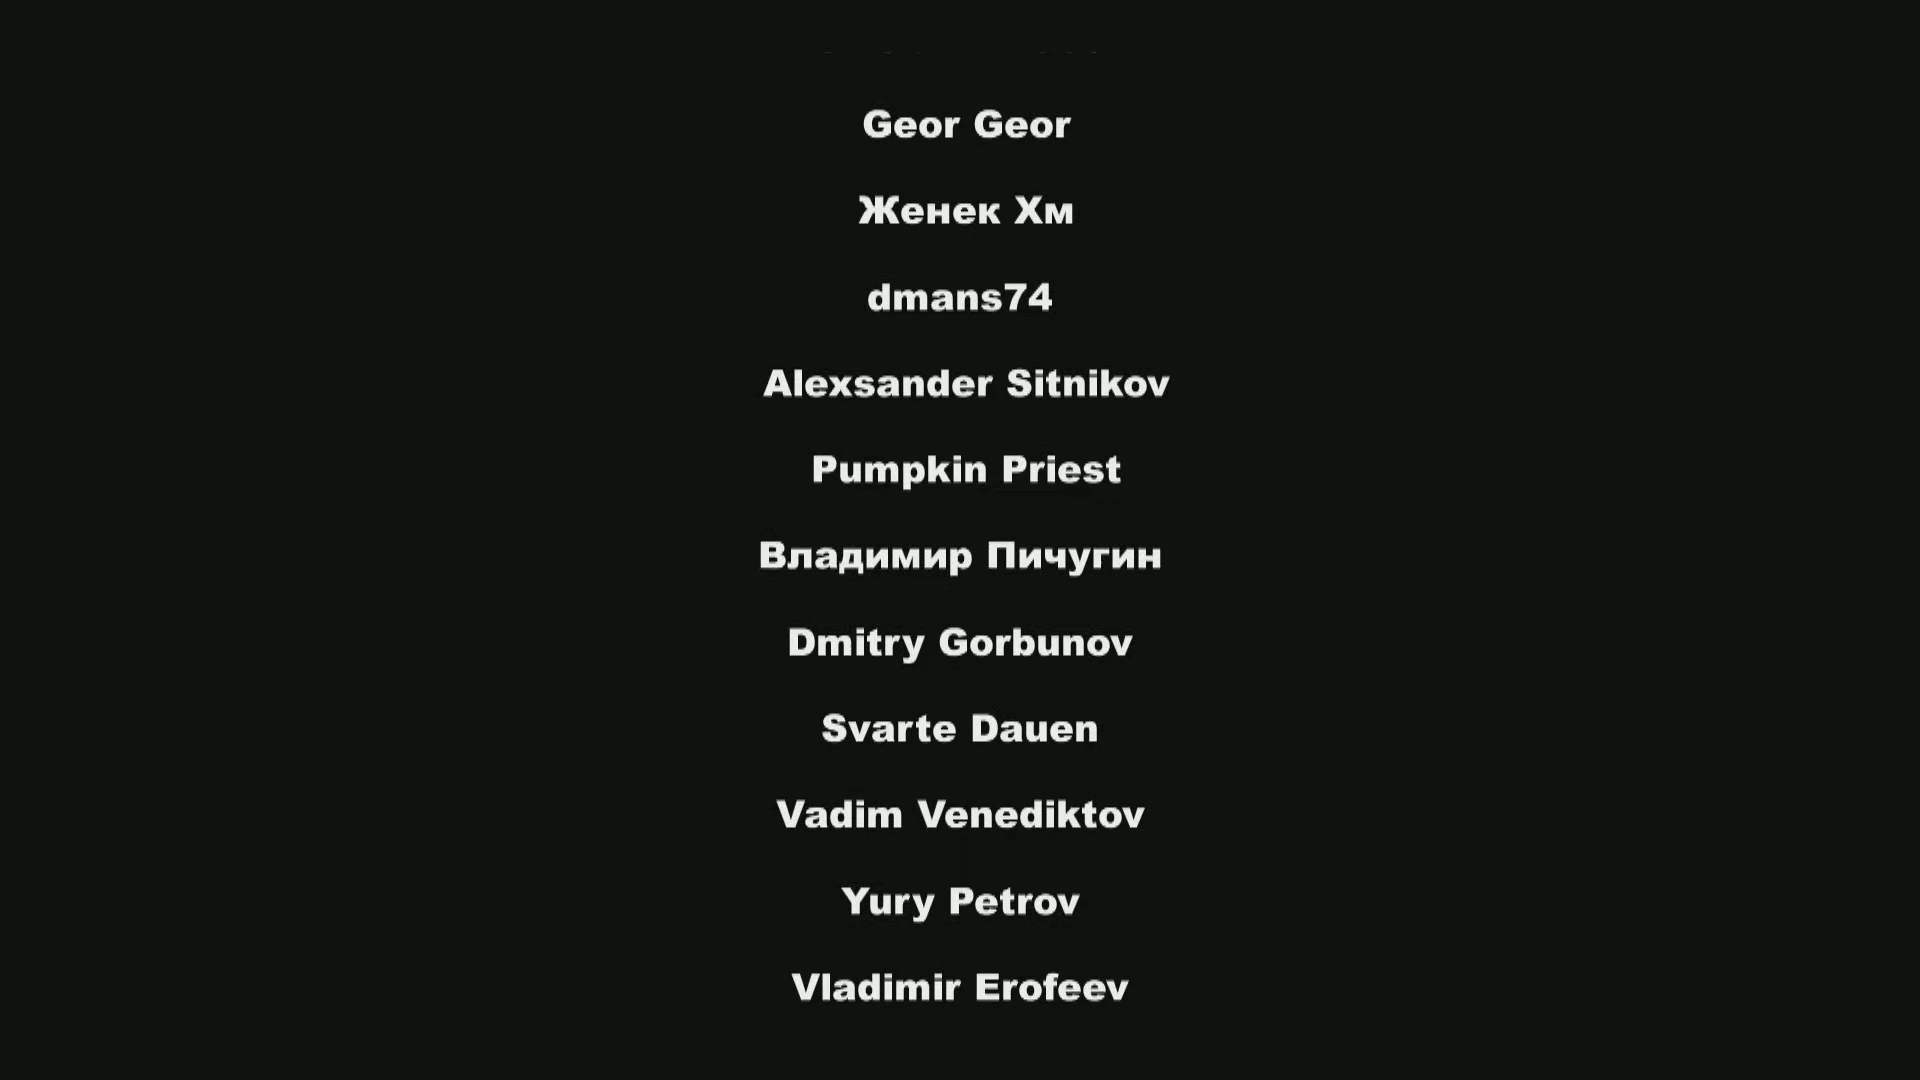 Geor Geor
Женек Хм
dmans74
Alexsander Sitnikov
Pumpkin Priest
Владимир Пичугин
Dmitry Gorbunov
Svarte Dauen
Vadim Venediktov
Yury Petrov
Vladimir Erofeev